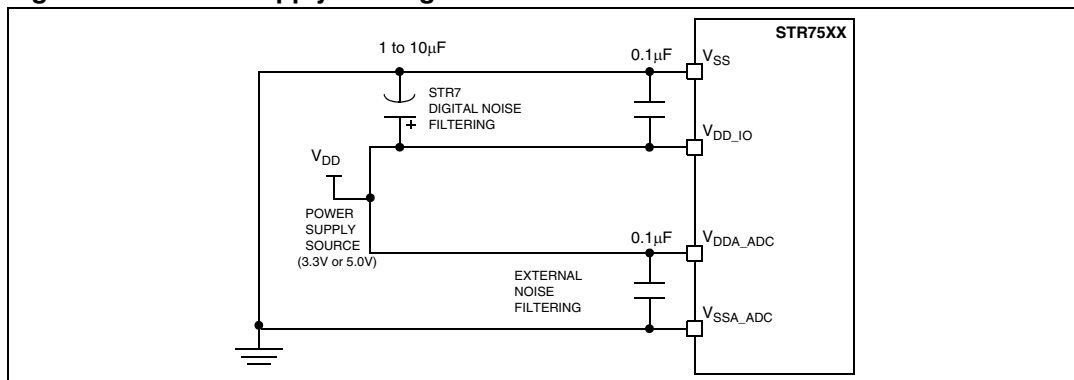 STR75XX
1 to 10μF
0.1μF
VSS
STR7
DIGITAL NOISE
FILTERING
+
VDD_IO
VDD
POWER
SUPPLY
SOURCE
(3.3V or 5.0V)
0.1μF
VDDA_ADC
EXTERNAL
NOISE
FILTERING
VSSA_ADC